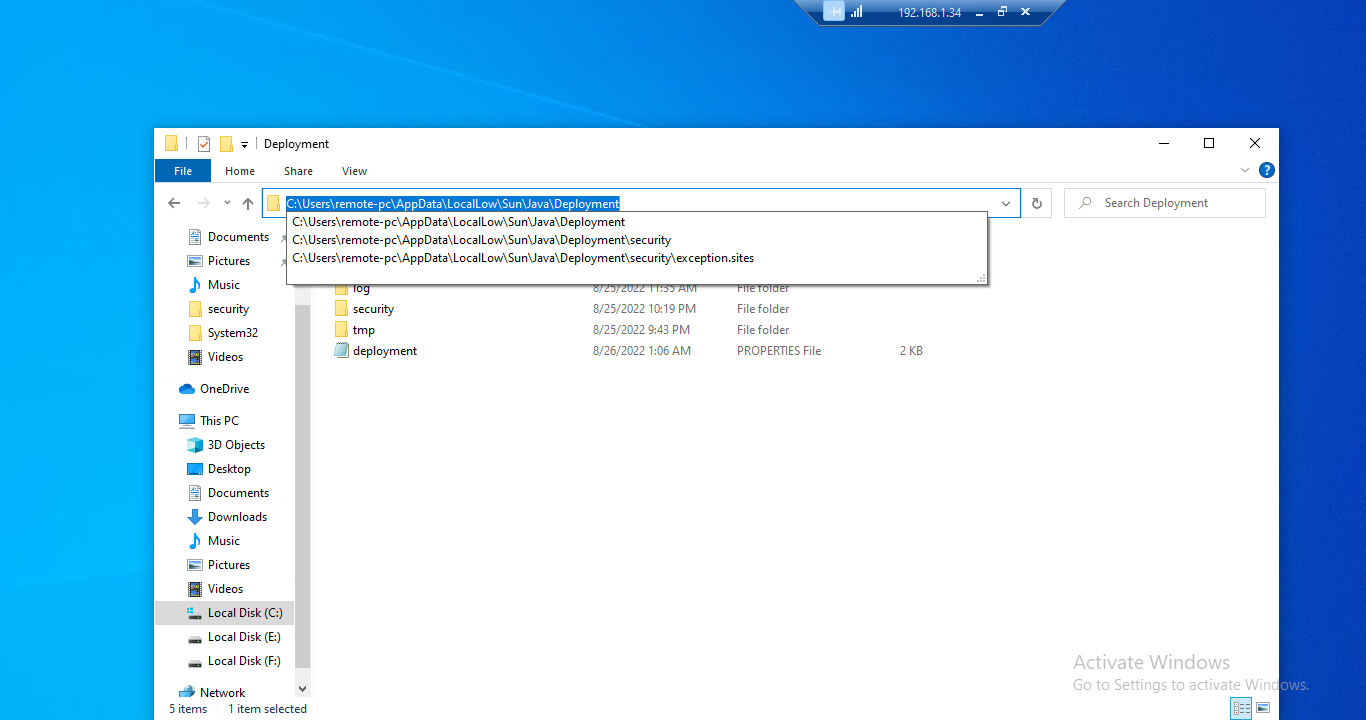 192.168.1.34
Deployment
File Home Share View
C:\Users\remote-pc\AppData\LocalLow\Sun\Java\Deployment
Search Deployment
C:\Users\remote-pc\AppData\LocalLow\Sun\Java\Deployment
C:\Users\remote-pc\AppData\LocalLow\Sun\Java\Deployment\security
C:\Users\remote-pc\AppData\LocalLow\Sun\Java\Deployment\security\exception.sites
Documents
Pictures
Music
security
System32
Videos
OneDrive
This PC
3D Objects
Desktop
Documents
Downloads
Music
Pictures
Videos
Local Disk (C:)
Local Disk (E:)
Local Disk (F:)
Network
log 8/25/2022 11:35 AM File folder
security 8/25/2022 10:19 PM File folder
tmp 8/25/2022 9:43 PM File folder
deployment 8/26/2022 1:06 AM PROPERTIES File 2 KB
Activate Windows
Go to Settings to activate Windows.
5 items 1 item selected